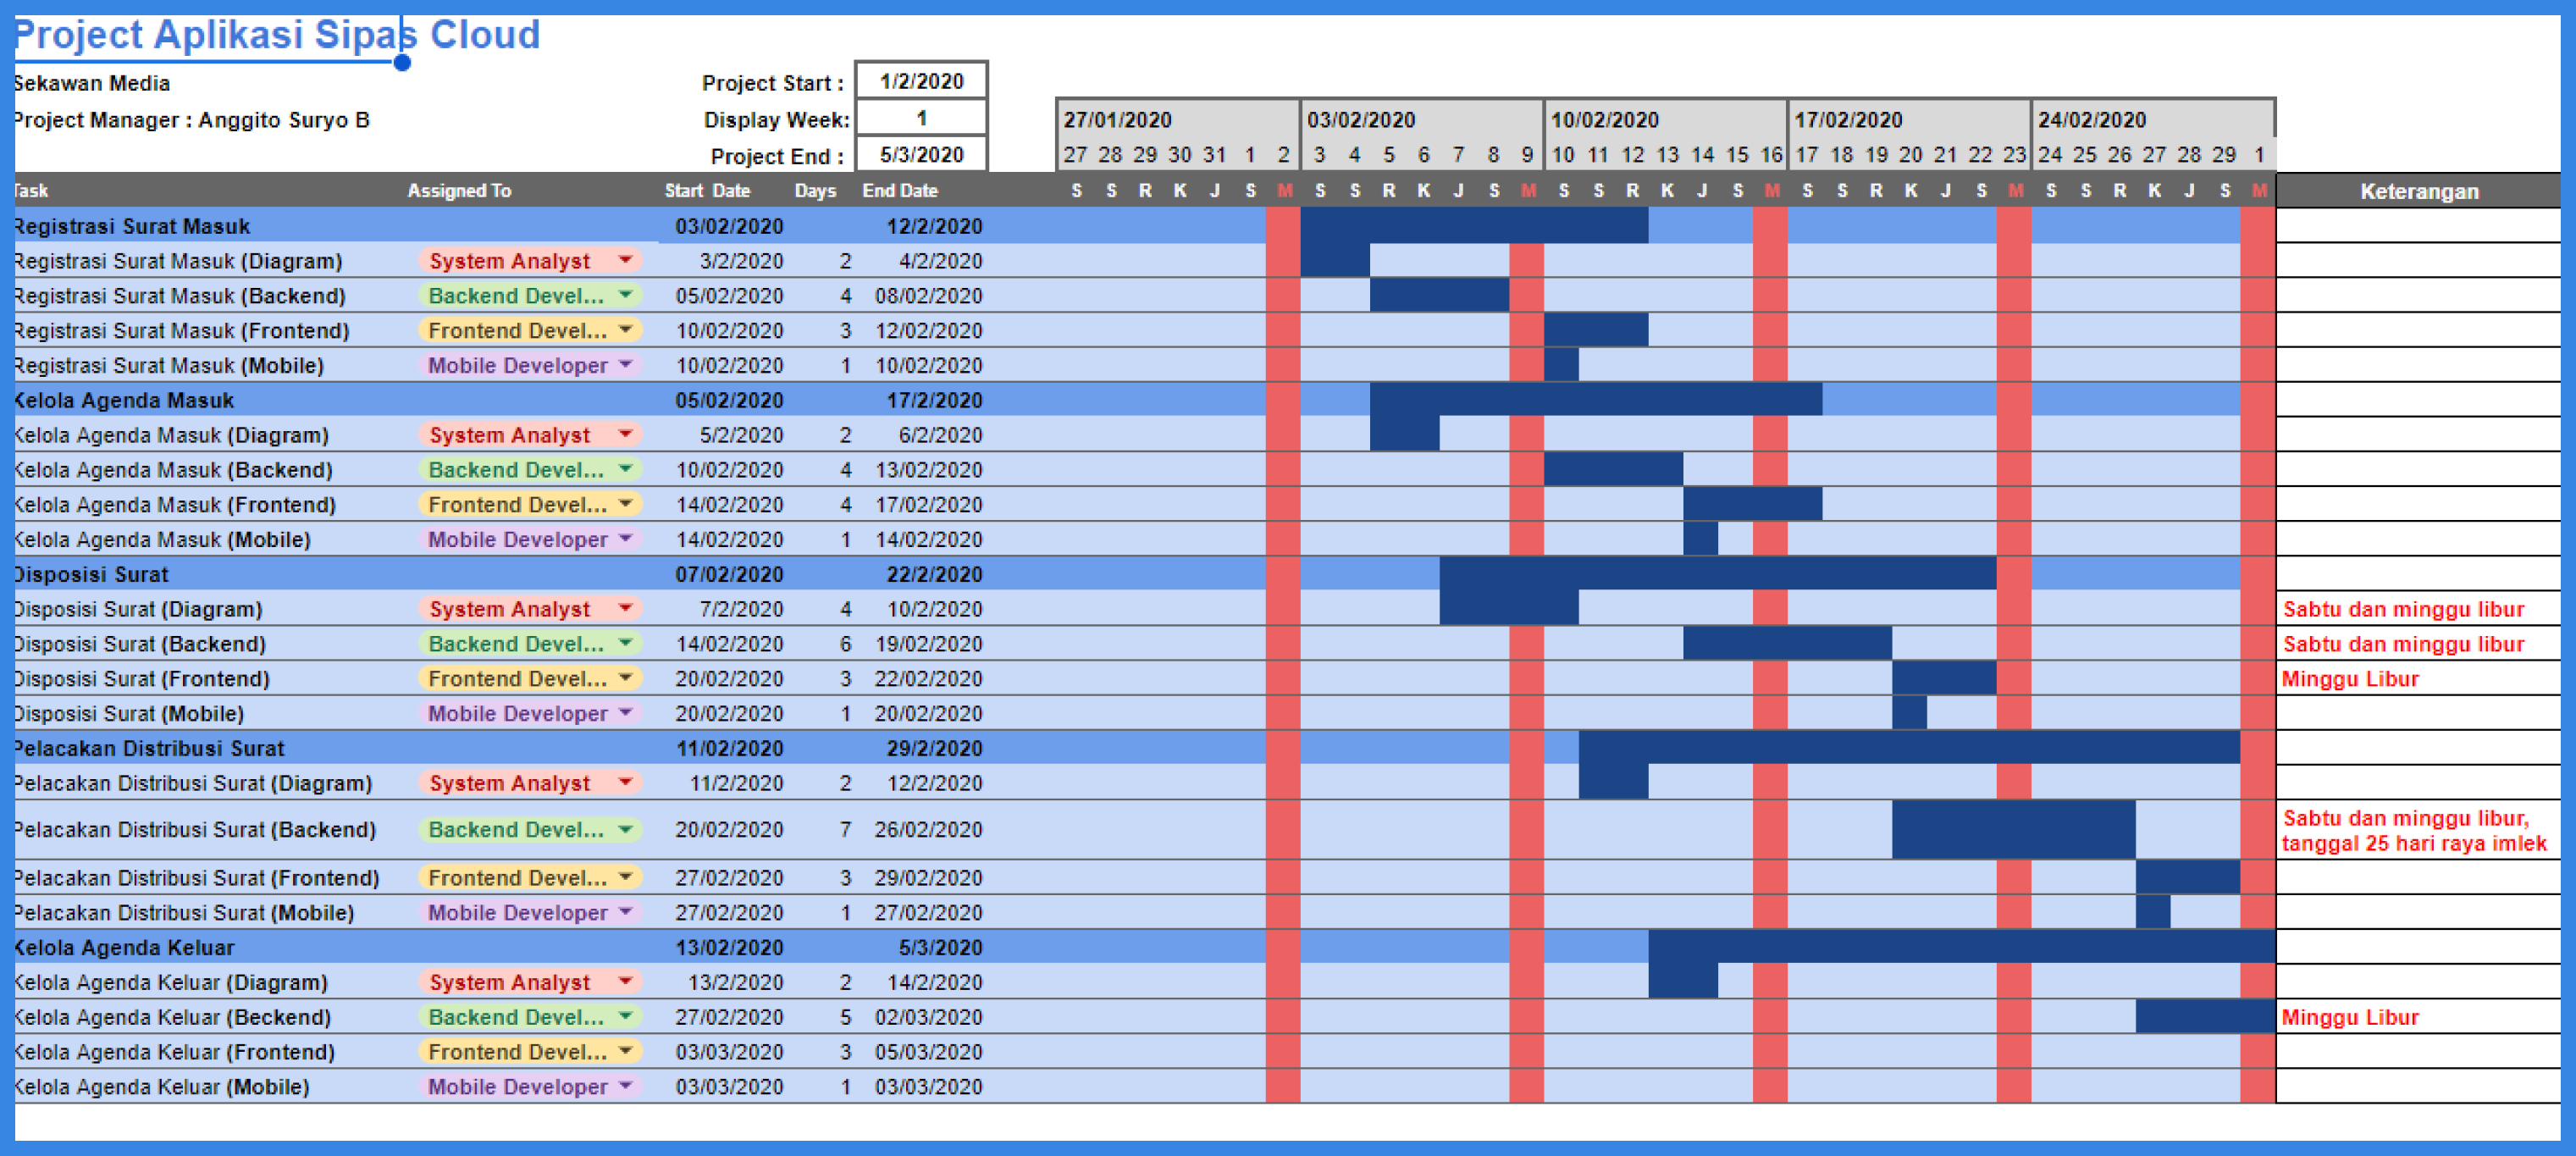 Project Aplikasi Sipas Cloud
Sekawan Media
Project Start : 1/2/2020
Project Manager : Anggito Suryo B
Display Week: 1
Project End : 5/3/2020
27/01/2020 03/02/2020 10/02/2020 17/02/2020 24/02/2020
27 28 29 30 31 1 2 3 4 5 6 7 8 9 10 11 12 13 14 15 16 17 18 19 20 21 22 23 24 25 26 27 28 29 1
Task Assigned To Start Date Days End Date S S R K J S M S S R K J S M S S R K J S M S S R K J S M S S R K J S M Keterangan
Registrasi Surat Masuk 03/02/2020 12/2/2020
Registrasi Surat Masuk (Diagram) System Analyst 3/2/2020 2 4/2/2020
Registrasi Surat Masuk (Backend) Backend Devel... 05/02/2020 4 08/02/2020
Registrasi Surat Masuk (Frontend) Frontend Devel... 10/02/2020 3 12/02/2020
Registrasi Surat Masuk (Mobile) Mobile Developer 10/02/2020 1 10/02/2020
Kelola Agenda Masuk 05/02/2020 17/2/2020
Kelola Agenda Masuk (Diagram) System Analyst 5/2/2020 2 6/2/2020
Kelola Agenda Masuk (Backend) Backend Devel... 10/02/2020 4 13/02/2020
Kelola Agenda Masuk (Frontend) Frontend Devel... 14/02/2020 4 17/02/2020
Kelola Agenda Masuk (Mobile) Mobile Developer 14/02/2020 1 14/02/2020
Disposisi Surat 07/02/2020 22/2/2020
Disposisi Surat (Diagram) System Analyst 7/2/2020 4 10/2/2020 Sabtu dan minggu libur
Disposisi Surat (Backend) Backend Devel... 14/02/2020 6 19/02/2020 Sabtu dan minggu libur
Disposisi Surat (Frontend) Frontend Devel... 20/02/2020 3 22/02/2020 Minggu Libur
Disposisi Surat (Mobile) Mobile Developer 20/02/2020 1 20/02/2020
Pelacakan Distribusi Surat 11/02/2020 29/2/2020
Pelacakan Distribusi Surat (Diagram) System Analyst 11/2/2020 2 12/2/2020
Pelacakan Distribusi Surat (Backend) Backend Devel... 20/02/2020 7 26/02/2020 Sabtu dan minggu libur,
tanggal 25 hari raya imlek
Pelacakan Distribusi Surat (Frontend) Frontend Devel... 27/02/2020 3 29/02/2020
Pelacakan Distribusi Surat (Mobile) Mobile Developer 27/02/2020 1 27/02/2020
Kelola Agenda Keluar 13/02/2020 5/3/2020
Kelola Agenda Keluar (Diagram) System Analyst 13/2/2020 2 14/2/2020
Kelola Agenda Keluar (Beckend) Backend Devel... 27/02/2020 5 02/03/2020 Minggu Libur
Kelola Agenda Keluar (Frontend) Frontend Devel... 03/03/2020 3 05/03/2020
Kelola Agenda Keluar (Mobile) Mobile Developer 03/03/2020 1 03/03/2020